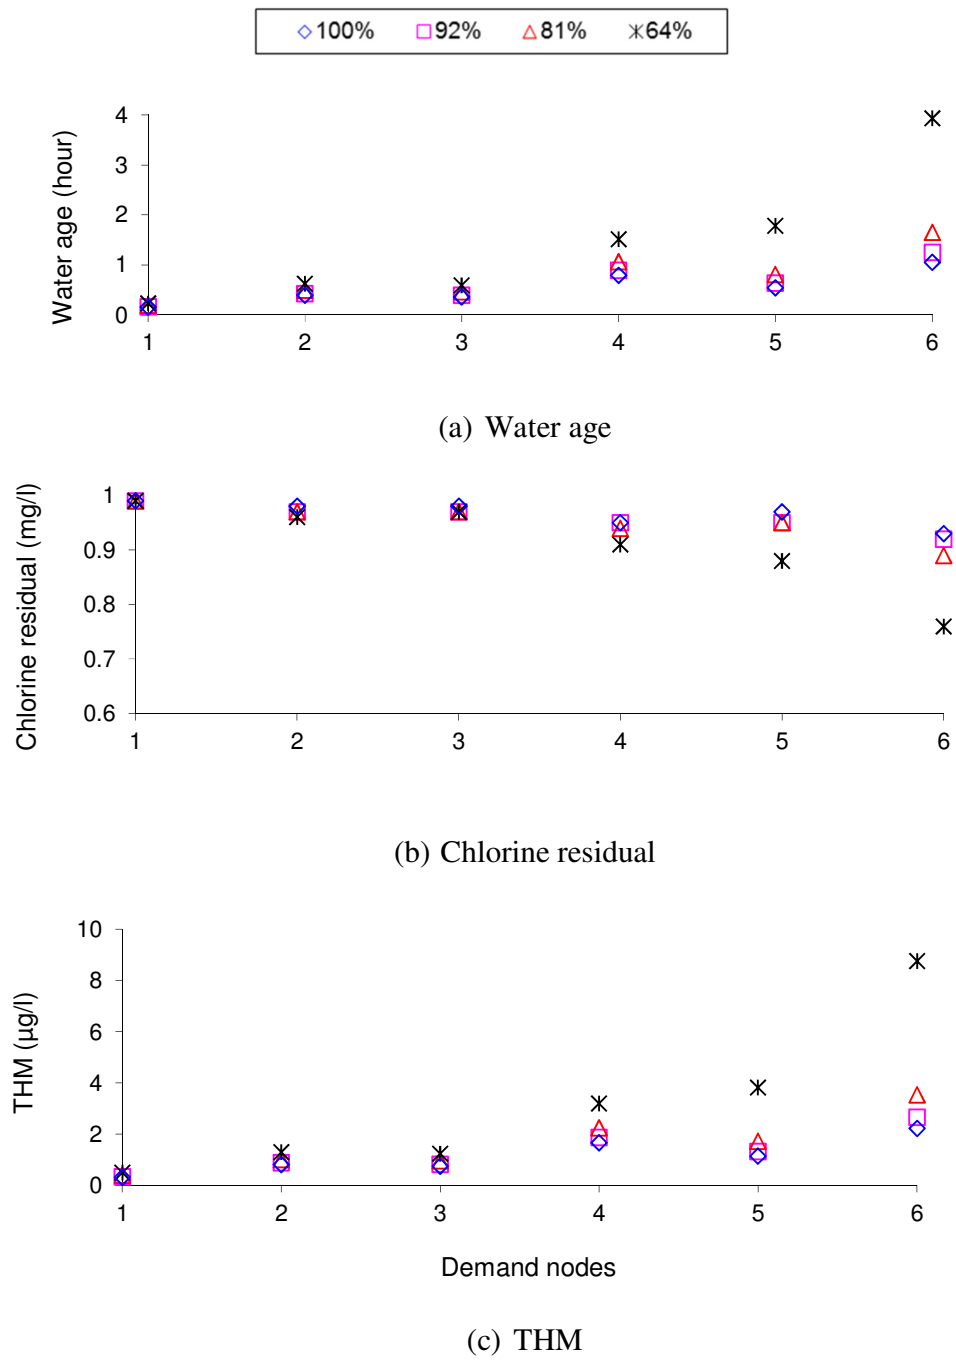 100% 92% 81% 64%
Water age (hour)
4
3
2
1
0
1 2 3 4 5 6
(a) Water age
Chlorine residual (mg/l)
1
0.9
0.8
0.7
0.6
1 2 3 4 5 6
(b) Chlorine residual
THM (µg/l)
10
8
6
4
2
0
1 2 3 4 5 6
Demand nodes
(c) THM